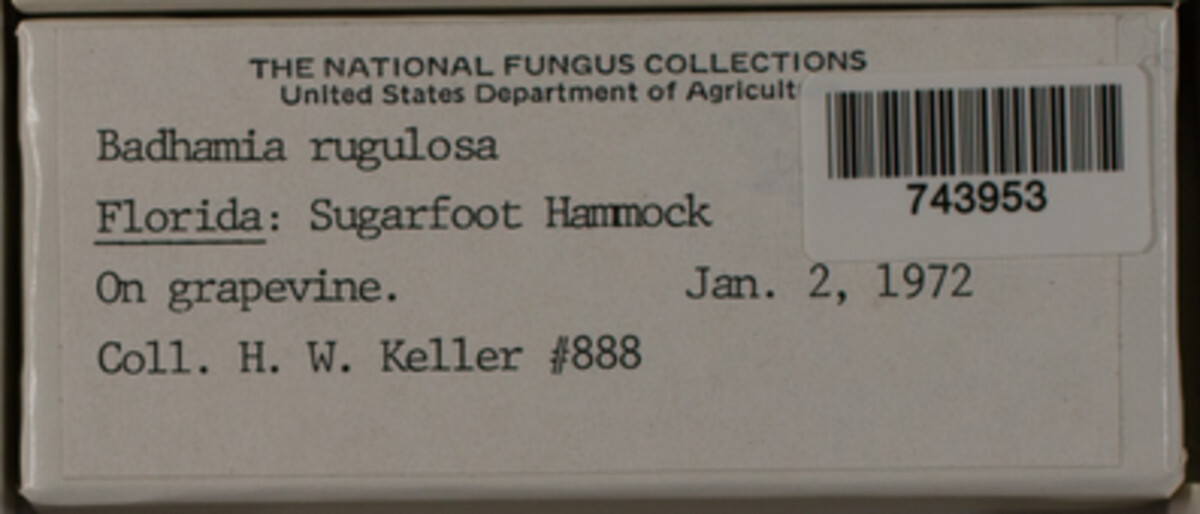 THE NATIONAL FUNGUS COLLECTIONS
United States Department of Agricult
Badhamia rugulosa
743953
Florida: Sugarfoot Hammock
On grapevine. Jan. 2, 1972
Coll. H. W. Keller #888